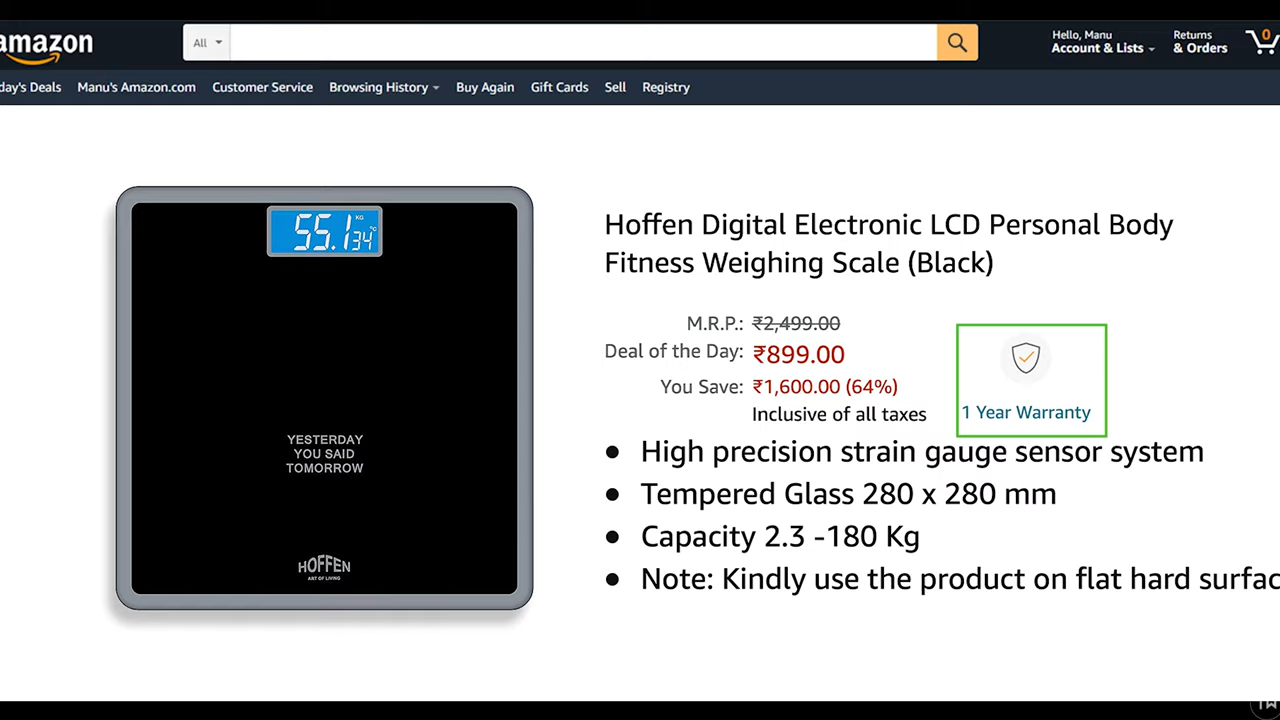 amazon
All
Hello, Manu
Account & Lists
Returns
& Orders
0
day's Deals
Manu's Amazon.com
Customer Service
Browsing History
Buy Again
Gift Cards
Sell
Registry
55.1 KG
34 °C
YESTERDAY
YOU SAID
TOMORROW
HOFFEN
ART OF LIVING
Hoffen Digital Electronic LCD Personal Body
Fitness Weighing Scale (Black)
M.R.P.: ₹2,499.00
Deal of the Day: ₹899.00
You Save: ₹1,600.00 (64%)
Inclusive of all taxes
1 Year Warranty
• High precision strain gauge sensor system
• Tempered Glass 280 x 280 mm
• Capacity 2.3 -180 Kg
• Note: Kindly use the product on flat hard surfac